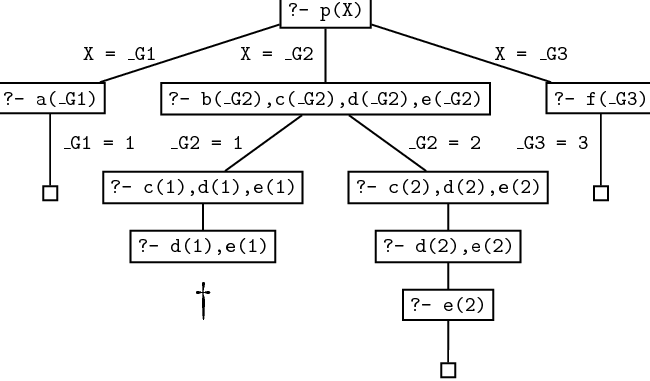 ?- p(X)
X = _G1
X = _G2
X = _G3
?- a(_G1)
?- b(_G2),c(_G2),d(_G2),e(_G2)
?- f(_G3)
_G1 = 1
_G2 = 1
_G2 = 2
_G3 = 3
?- c(1),d(1),e(1)
?- c(2),d(2),e(2)
?- d(1),e(1)
?- d(2),e(2)
†
?- e(2)